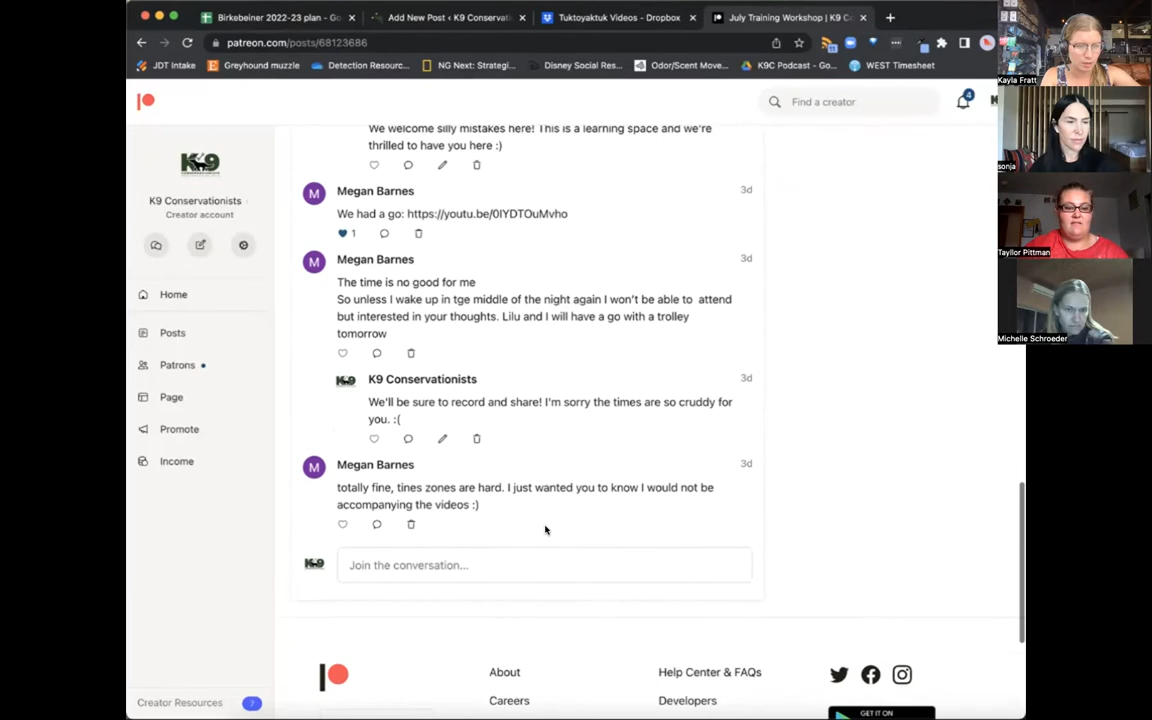 Birkebeiner 2022-23 plan - Go
Add New Post ‹ K9 Conservati
Tuktoyaktuk Videos - Dropbox
July Training Workshop | K9 C
patreon.com/posts/68123686
JDT Intake
Greyhound muzzle
Detection Resourc...
NG Next: Strategi...
Disney Social Res...
Odor/Scent Move...
K9C Podcast - Go...
WEST Timesheet
Find a creator
4
K9
K9 Conservationists
Creator account
Home
Posts
Patrons
Page
Promote
Income
Creator Resources
7
We welcome silly mistakes here! This is a learning space and we're
thrilled to have you here :)
M
Megan Barnes
3d
We had a go: https://youtu.be/0lYDTOuMvho
1
M
Megan Barnes
3d
The time is no good for me
So unless I wake up in tge middle of the night again I won't be able to attend
but interested in your thoughts. Lilu and I will have a go with a trolley
tomorrow
K9
K9 Conservationists
3d
We'll be sure to record and share! I'm sorry the times are so cruddy for
you. :(
M
Megan Barnes
3d
totally fine, tines zones are hard. I just wanted you to know I would not be
accompanying the videos :)
K9
Join the conversation...
About
Help Center & FAQs
Careers
Developers
GET IT ON
Kayla Fratt
sonja
Tayllor Pittman
Michelle Schroeder